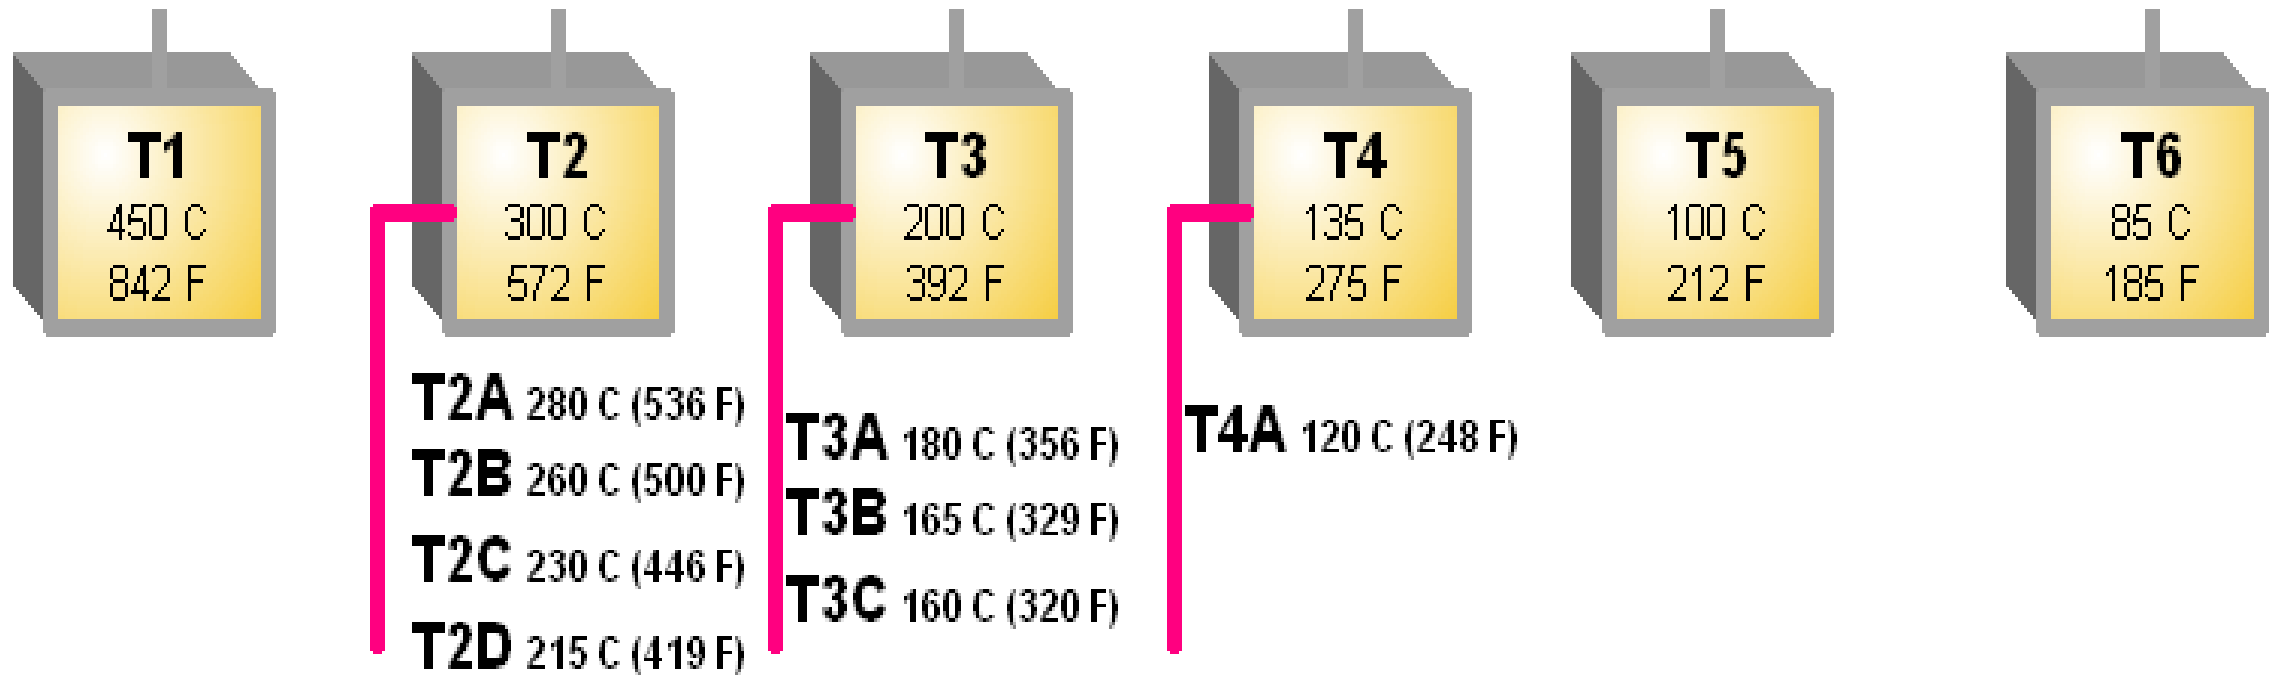 T1
450 C
842 F
T2
300 C
572 F
T2A 280 C (536 F)
T2B 260 C (500 F)
T2C 230 C (446 F)
T2D 215 C (419 F)
T3
200 C
392 F
T3A 180 C (356 F)
T3B 165 C (329 F)
T3C 160 C (320 F)
T4
135 C
275 F
T4A 120 C (248 F)
T5
100 C
212 F
T6
85 C
185 F